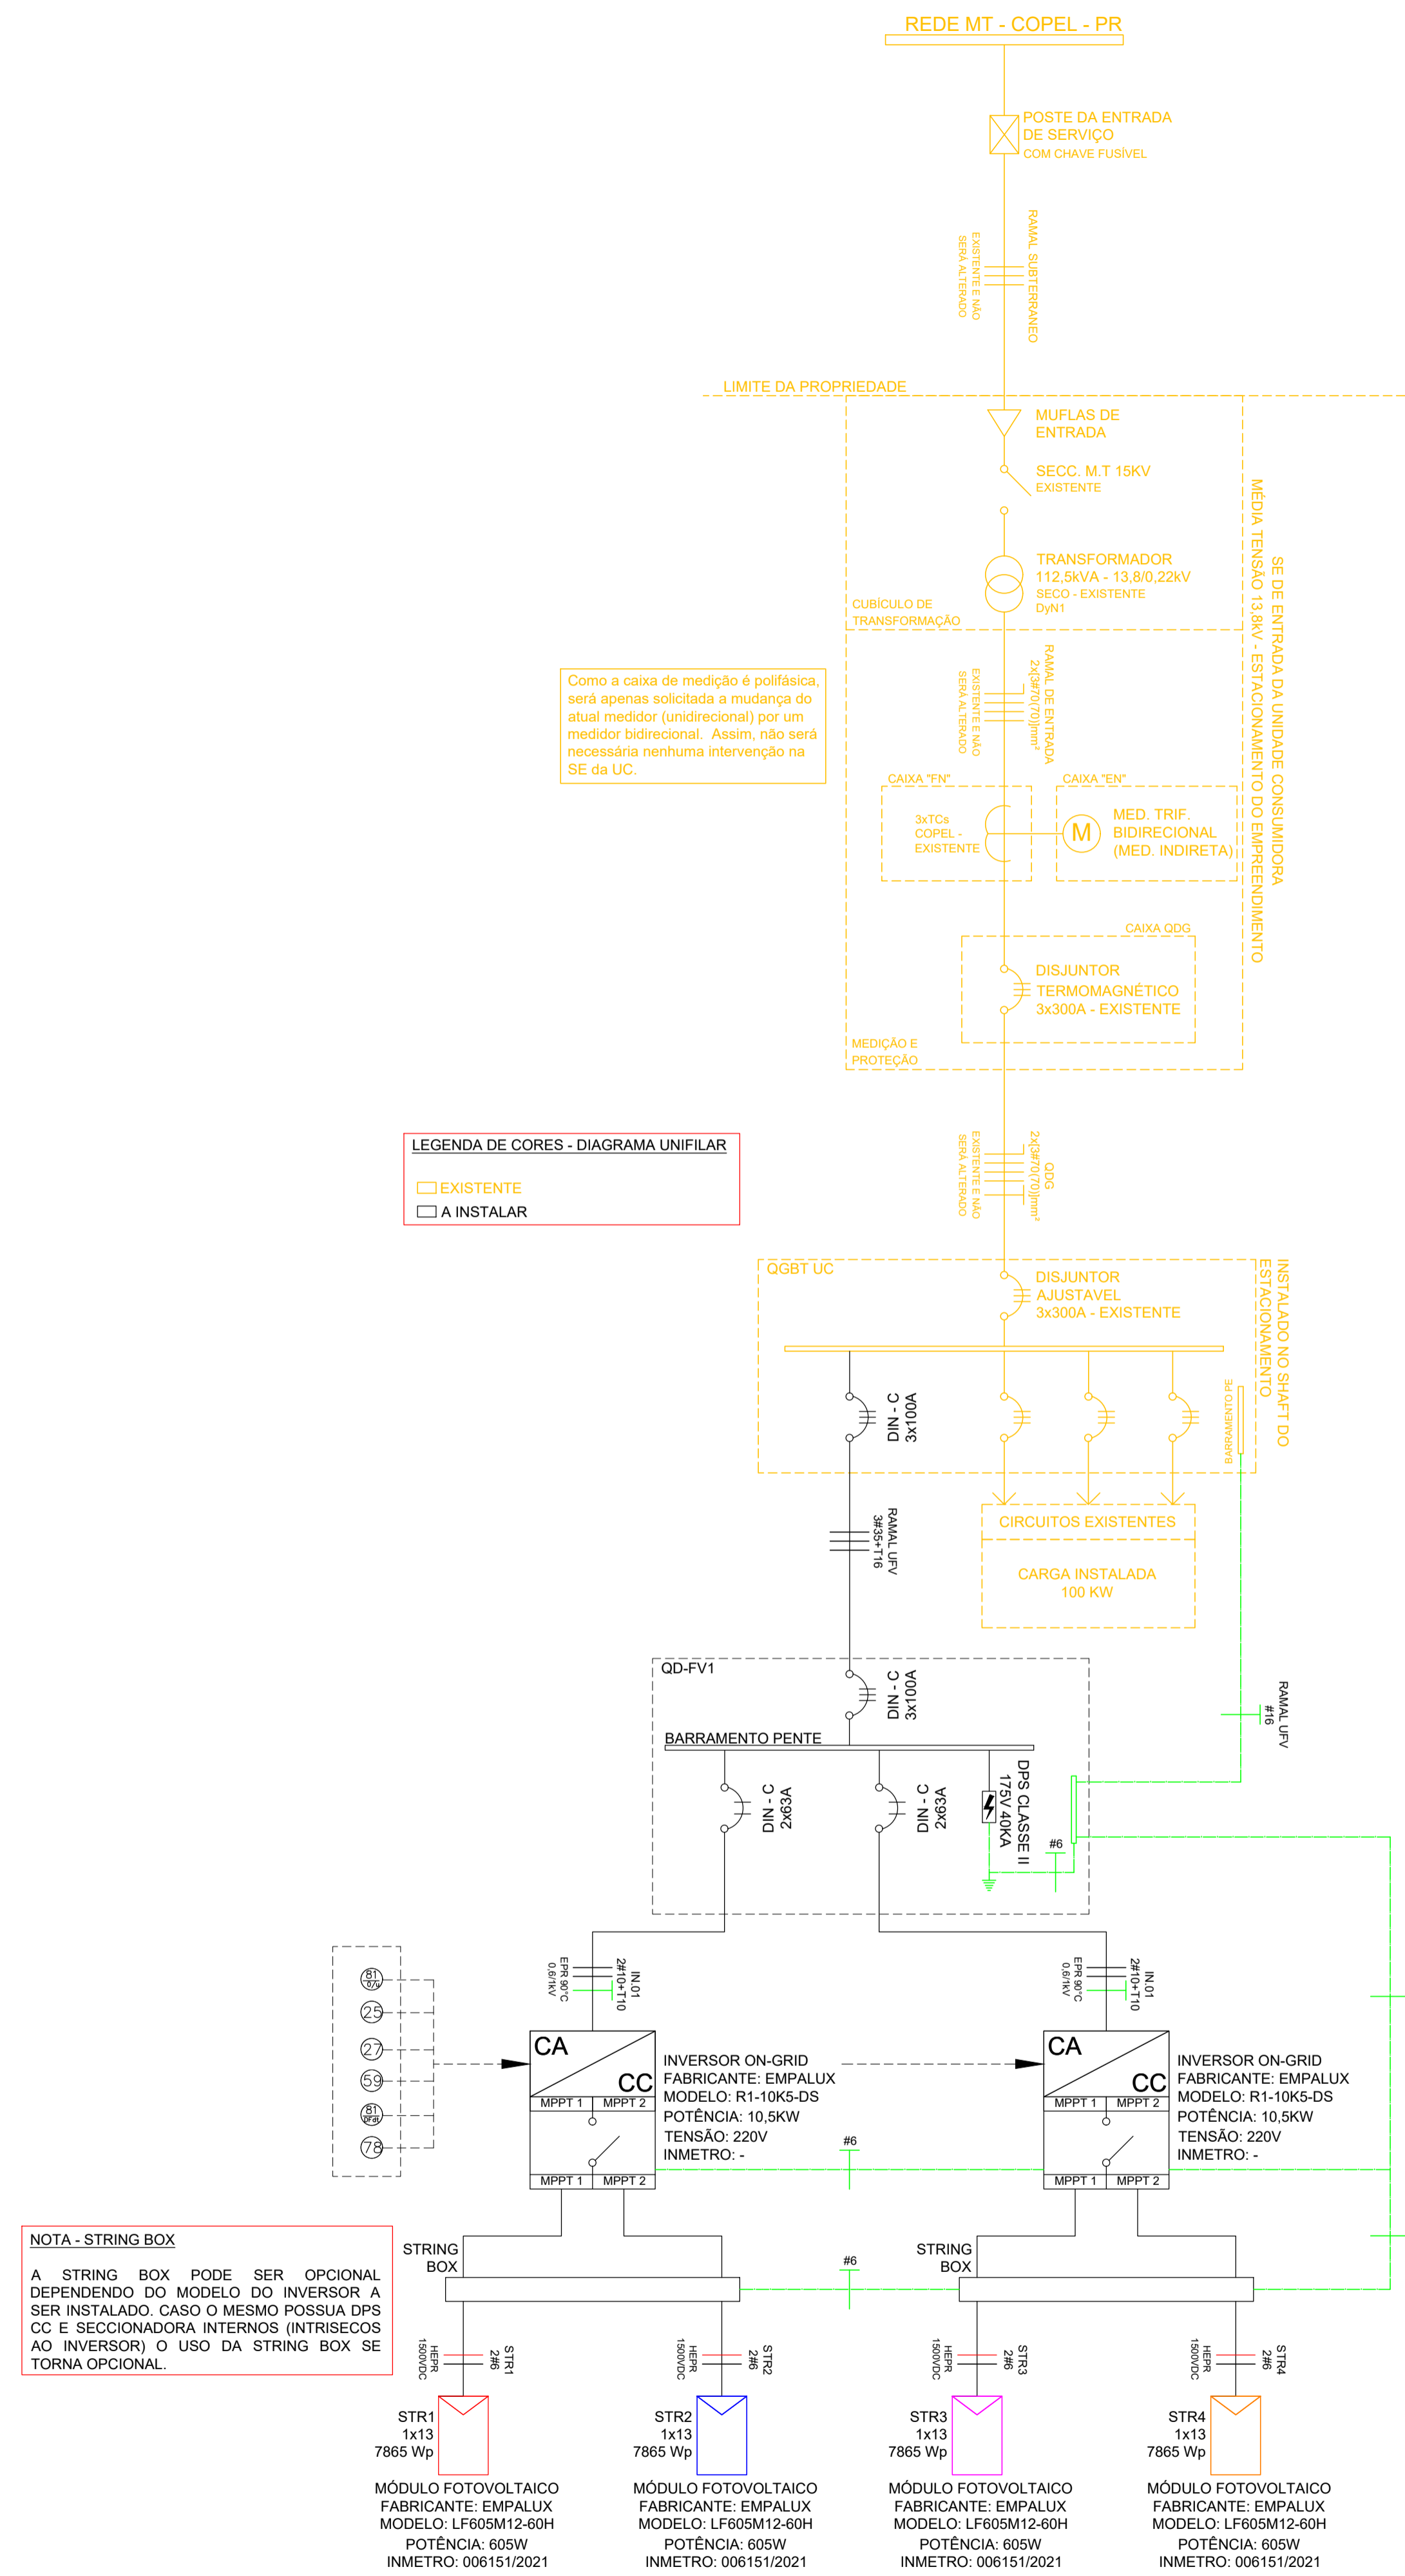 REDE MT - COPEL - PR
POSTE DA ENTRADA
DE SERVIÇO
COM CHAVE FUSÍVEL
RAMAL SUBTERRANEO
EXISTENTE E NÃO
SERÁ ALTERADO
LIMITE DA PROPRIEDADE
MUFLAS DE
ENTRADA
SECC. M.T 15KV
EXISTENTE
TRANSFORMADOR
112,5kVA - 13,8/0,22kV
SECO - EXISTENTE
DyN1
CUBÍCULO DE
TRANSFORMAÇÃO
SE DE ENTRADA DA UNIDADE CONSUMIDORA
MÉDIA TENSÃO 13,8kV - ESTACIONAMENTO DO EMPREENDIMENTO
RAMAL DE ENTRADA
2x[3#70(70)]mm²
EXISTENTE E NÃO
SERÁ ALTERADO
Como a caixa de medição é polifásica,
será apenas solicitada a mudança do
atual medidor (unidirecional) por um
medidor bidirecional. Assim, não será
necessária nenhuma intervenção na
SE da UC.
CAIXA "FN"
3xTCs
COPEL -
EXISTENTE
CAIXA "EN"
M
MED. TRIF.
BIDIRECIONAL
(MED. INDIRETA)
CAIXA QDG
DISJUNTOR
TERMOMAGNÉTICO
3x300A - EXISTENTE
MEDIÇÃO E
PROTEÇÃO
LEGENDA DE CORES - DIAGRAMA UNIFILAR
EXISTENTE
A INSTALAR
QDG
2x[3#70(70)]mm²
EXISTENTE E NÃO
SERÁ ALTERADO
QGBT UC
DISJUNTOR
AJUSTAVEL
3x300A - EXISTENTE
INSTALADO NO SHAFT DO
ESTACIONAMENTO
3x100A
DIN - C
BARRAMENTO PE
RAMAL UFV
3#35+T16
CIRCUITOS EXISTENTES
CARGA INSTALADA
100 KW
QD-FV1
3x100A
DIN - C
BARRAMENTO PENTE
2x63A
DIN - C
2x63A
DIN - C
DPS CLASSE II
175V 40KA
#6
RAMAL UFV
#16
IN.01
2#10+T10
EPR 90°C
0,6/1kV
IN.01
2#10+T10
EPR 90°C
0,6/1kV
81
O/U
25
27
59
81
DFdt
78
CA
CC
MPPT 1
MPPT 2
MPPT 1
MPPT 2
INVERSOR ON-GRID
FABRICANTE: EMPALUX
MODELO: R1-10K5-DS
POTÊNCIA: 10,5KW
TENSÃO: 220V
INMETRO: -
#6
CA
CC
MPPT 1
MPPT 2
MPPT 1
MPPT 2
INVERSOR ON-GRID
FABRICANTE: EMPALUX
MODELO: R1-10K5-DS
POTÊNCIA: 10,5KW
TENSÃO: 220V
INMETRO: -
NOTA - STRING BOX
A STRING BOX PODE SER OPCIONAL
DEPENDENDO DO MODELO DO INVERSOR A
SER INSTALADO. CASO O MESMO POSSUA DPS
CC E SECCIONADORA INTERNOS (INTRISECOS
AO INVERSOR) O USO DA STRING BOX SE
TORNA OPCIONAL.
STRING
BOX
#6
STRING
BOX
STR1
2#6
HEPR
1500VDC
STR2
2#6
HEPR
1500VDC
STR3
2#6
HEPR
1500VDC
STR4
2#6
HEPR
1500VDC
STR1
1x13
7865 Wp
MÓDULO FOTOVOLTAICO
FABRICANTE: EMPALUX
MODELO: LF605M12-60H
POTÊNCIA: 605W
INMETRO: 006151/2021
STR2
1x13
7865 Wp
MÓDULO FOTOVOLTAICO
FABRICANTE: EMPALUX
MODELO: LF605M12-60H
POTÊNCIA: 605W
INMETRO: 006151/2021
STR3
1x13
7865 Wp
MÓDULO FOTOVOLTAICO
FABRICANTE: EMPALUX
MODELO: LF605M12-60H
POTÊNCIA: 605W
INMETRO: 006151/2021
STR4
1x13
7865 Wp
MÓDULO FOTOVOLTAICO
FABRICANTE: EMPALUX
MODELO: LF605M12-60H
POTÊNCIA: 605W
INMETRO: 006151/2021